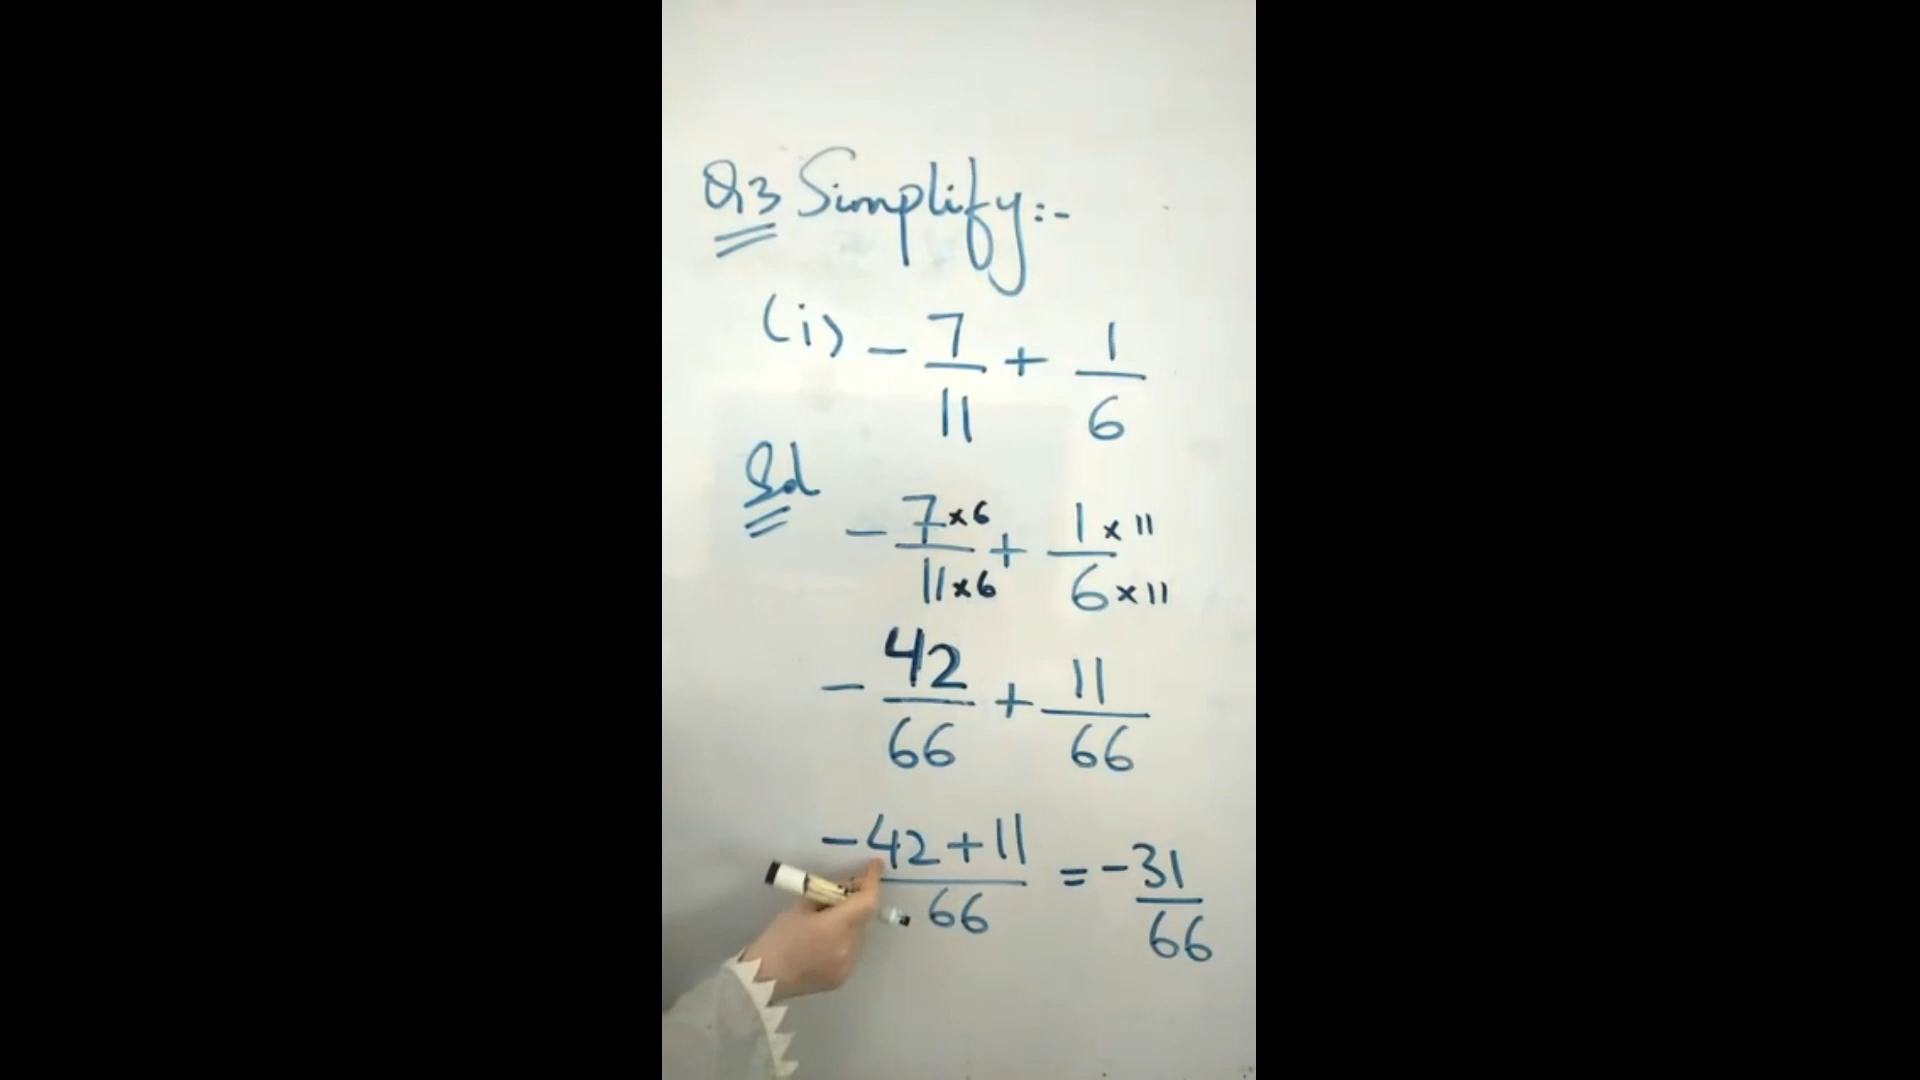 Q3 Simplify:-
(i) - 7/11 + 1/6
Sol
- 7×6/11×6 + 1×11/6×11
- 42/66 + 11/66
-42+11/66 = -31/66